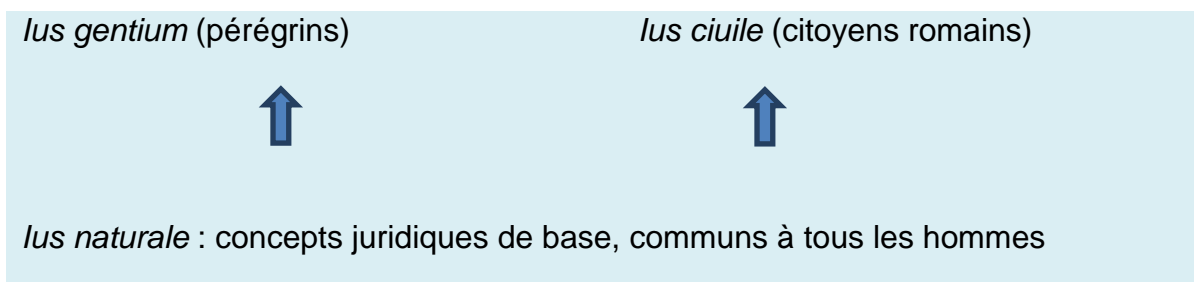 Ius gentium (pérégrins) Ius ciuile (citoyens romains)
Ius naturale : concepts juridiques de base, communs à tous les hommes